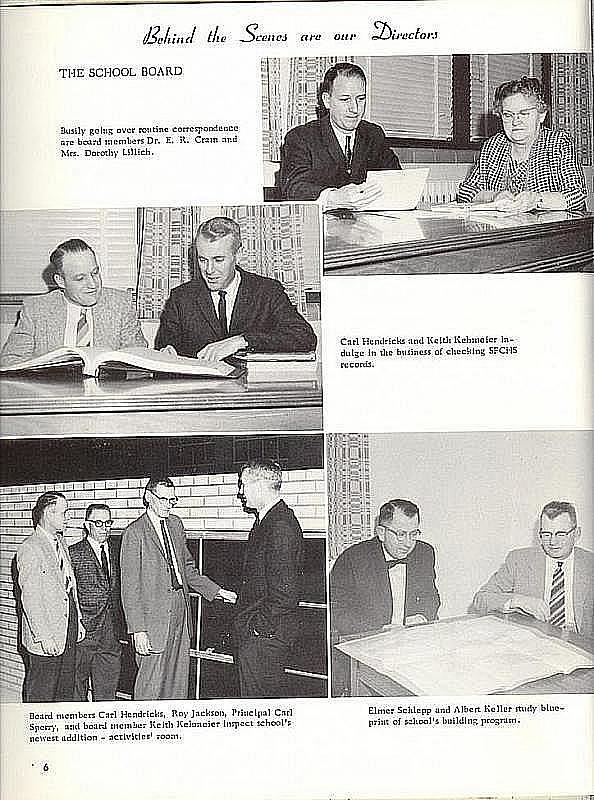 Behind the Scenes are our Directors
THE SCHOOL BOARD
Busily going over routine correspondence
are board members Dr. E. R. Cram and
Mrs. Dorothy Lillich.
Carl Hendricks and Keith Kehmeier in-
dulge in the business of checking SFCHS
records.
Board members Carl Hendricks, Roy Jackson, Principal Carl
Sperry, and board member Keith Kehmeier inspect school's
newest addition - activities' room.
Elmer Schlepp and Albert Keller study blue-
print of school's building program.
6